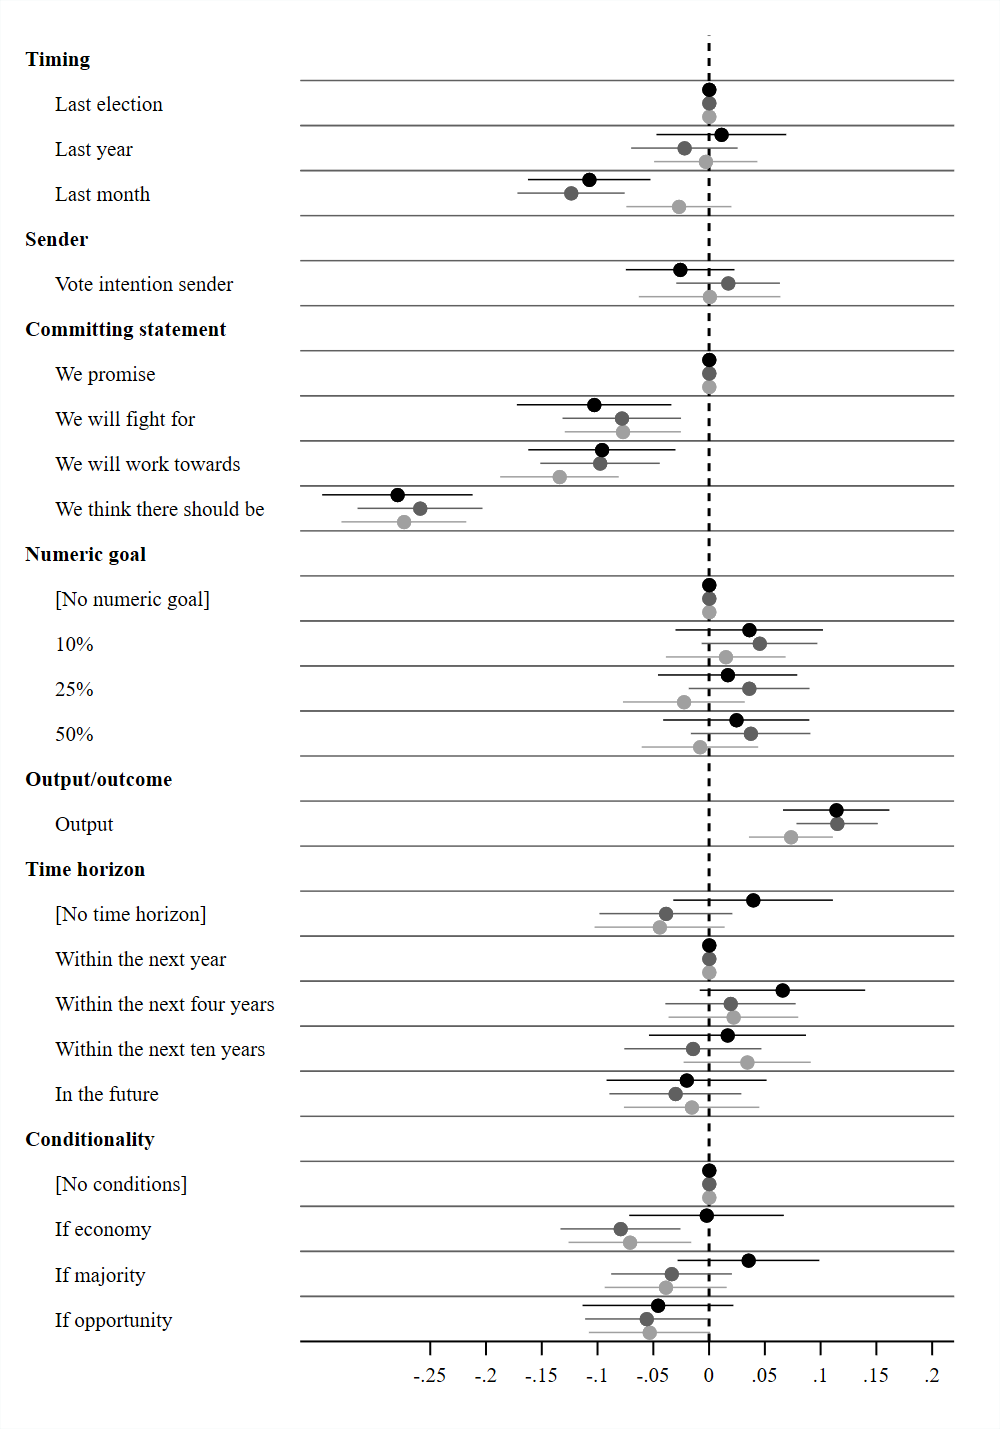 Timing
Last election
Last year
Last month
Sender
Vote intention sender
Committing statement
We promise
We will fight for
We will work towards
We think there should be
Numeric goal
[No numeric goal]
10%
25%
50%
Output/outcome
Output
Time horizon
[No time horizon]
Within the next year
Within the next four years
Within the next ten years
In the future
Conditionality
[No conditions]
If economy
If majority
If opportunity
-.25 -.2 -.15 -.1 -.05 0 .05 .1 .15 .2